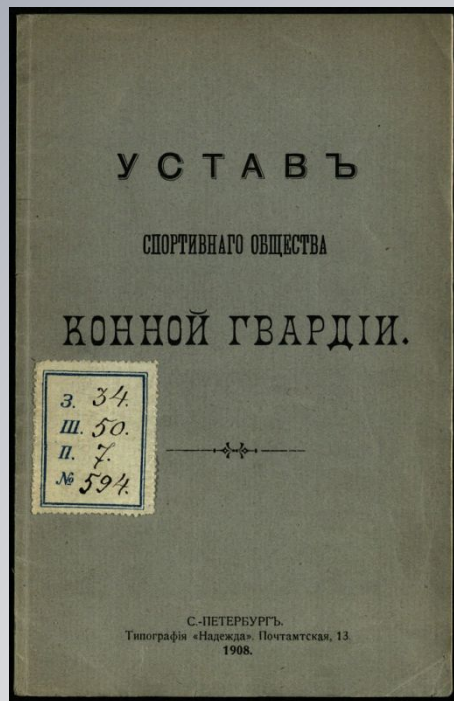 УСТАВЪ
СПОРТИВНАГО ОБЩЕСТВА
КОННОЙ ГВАРДІИ.
З. 34.
Ш. 50.
П. 7.
№ 594.
С.-ПЕТЕРБУРГЪ.
Типографія «Надежда». Почтамтская, 13.
1908.